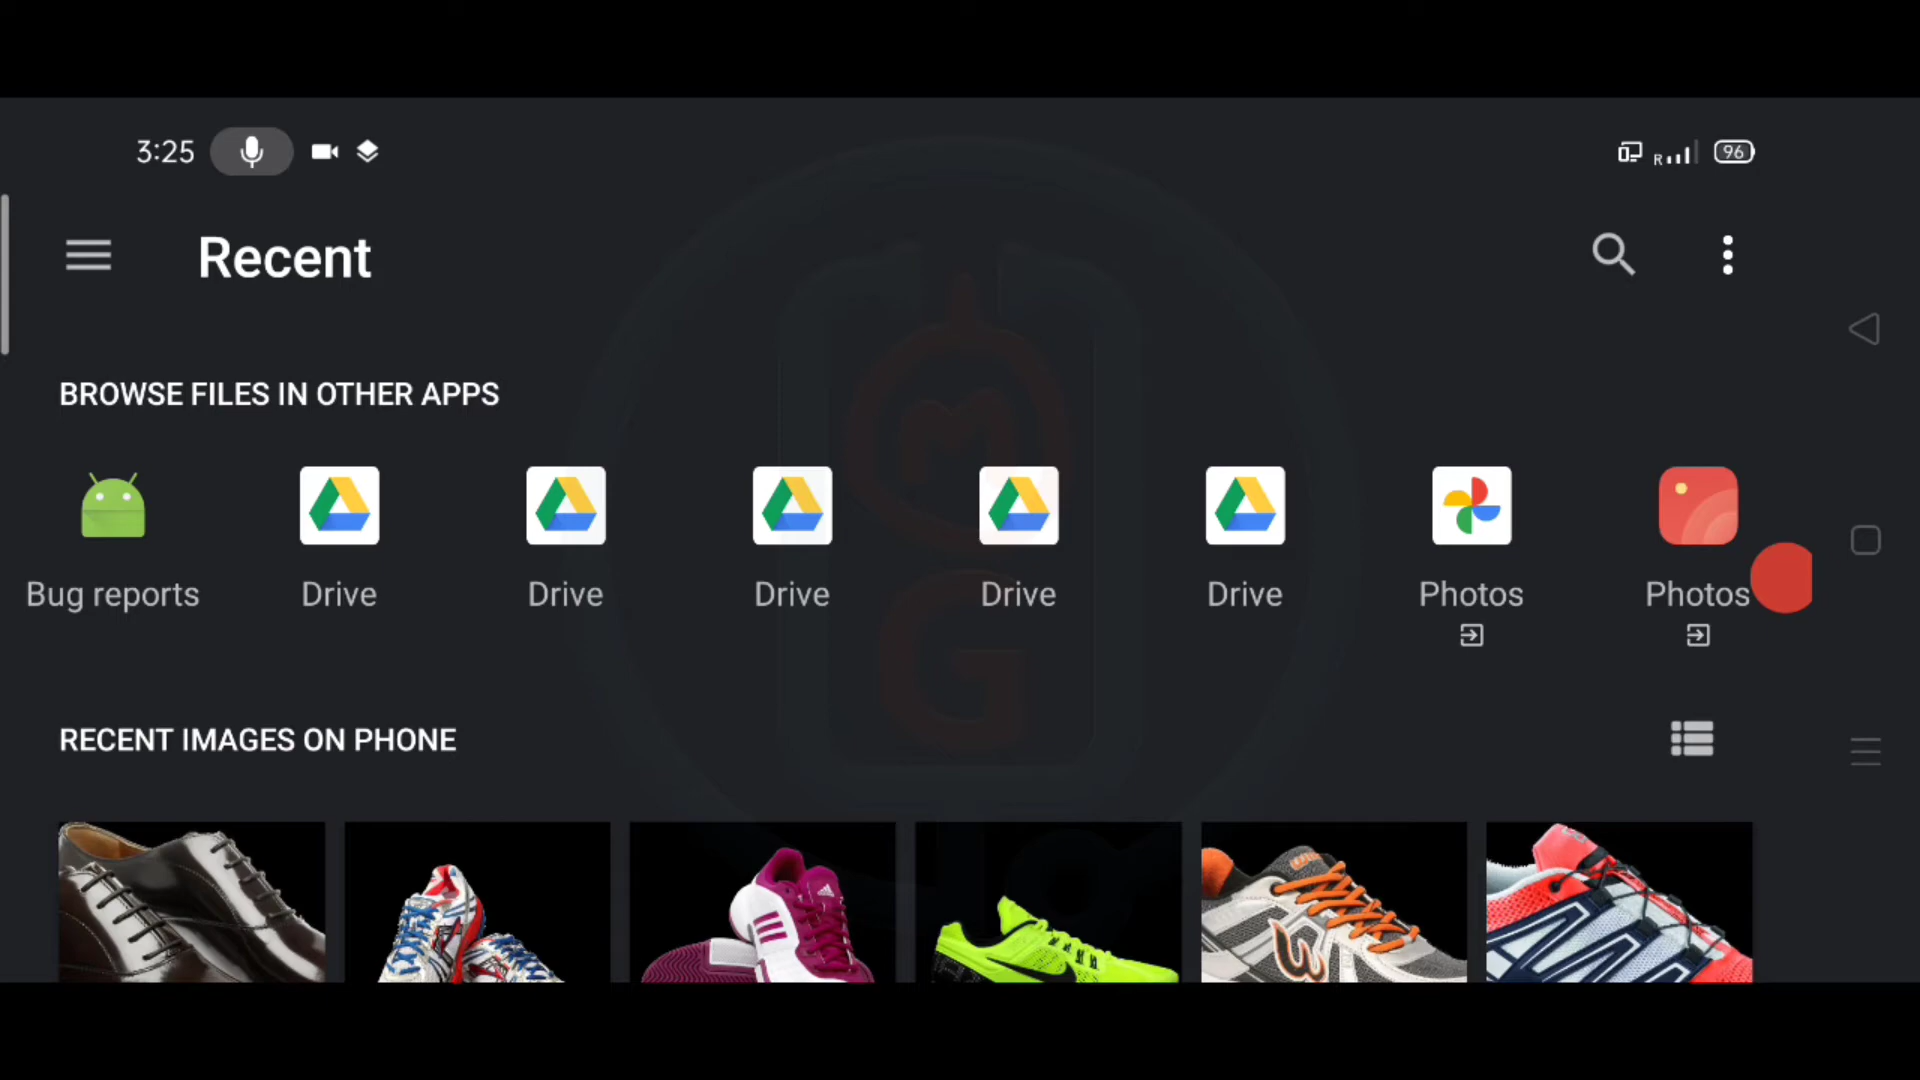 3:25
R
96
Recent
BROWSE FILES IN OTHER APPS
Bug reports
Drive
Drive
Drive
Drive
Drive
Photos
Photos
RECENT IMAGES ON PHONE